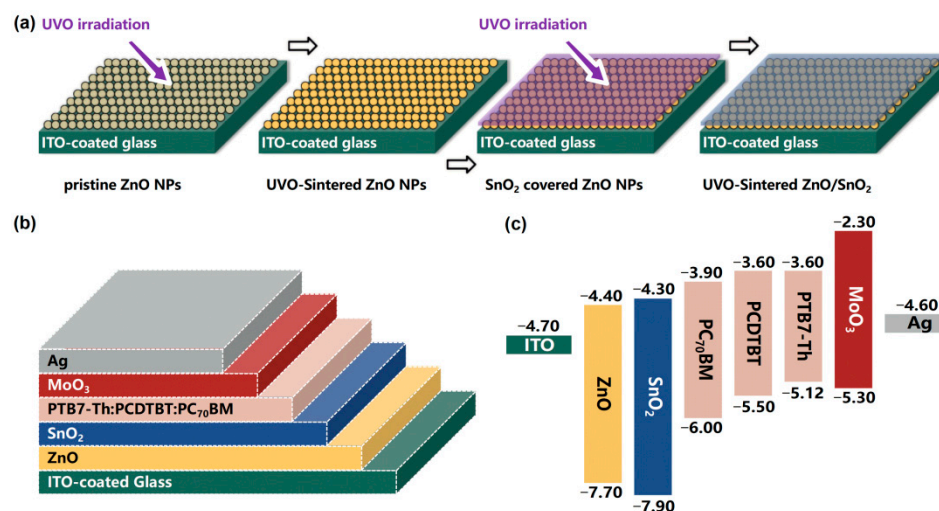 (a)
UVO irradiation
UVO irradiation
ITO-coated glass
ITO-coated glass
ITO-coated glass
ITO-coated glass
pristine ZnO NPs
UVO-Sintered ZnO NPs
SnO₂ covered ZnO NPs
UVO-Sintered ZnO/SnO₂
(b)
Ag
MoO₃
PTB7-Th:PCDTBT:PC₇₀BM
SnO₂
ZnO
ITO-coated Glass
(c)
−2.30
−3.60
−3.60
−3.90
−4.30
−4.40
−4.60
−4.70
ITO
ZnO
SnO₂
PC₇₀BM
PCDTBT
PTB7-Th
MoO₃
Ag
−5.12
−5.30
−5.50
−6.00
−7.70
−7.90